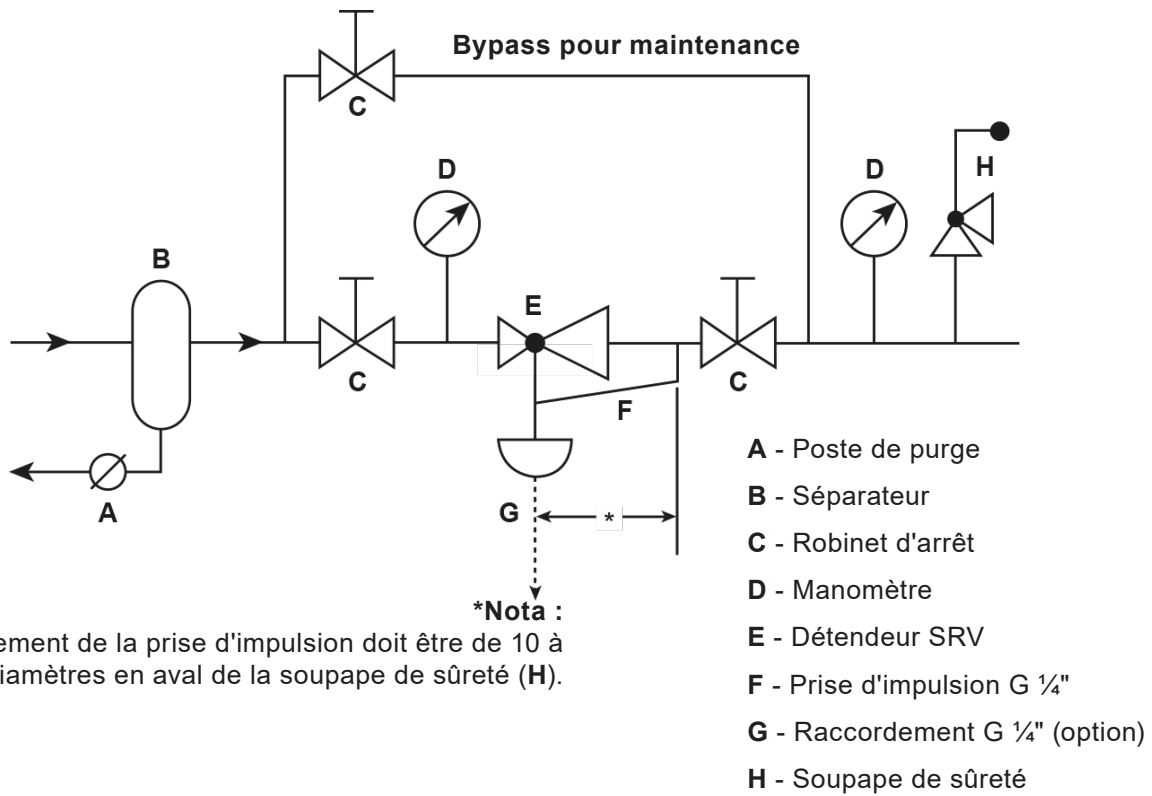 Bypass pour maintenance
C
D
D
H
B
E
C
C
F
A
G
*
*Nota :
ement de la prise d'impulsion doit être de 10 à
iamètres en aval de la soupape de sûreté (H).
A - Poste de purge
B - Séparateur
C - Robinet d'arrêt
D - Manomètre
E - Détendeur SRV
F - Prise d'impulsion G ¼"
G - Raccordement G ¼" (option)
H - Soupape de sûreté